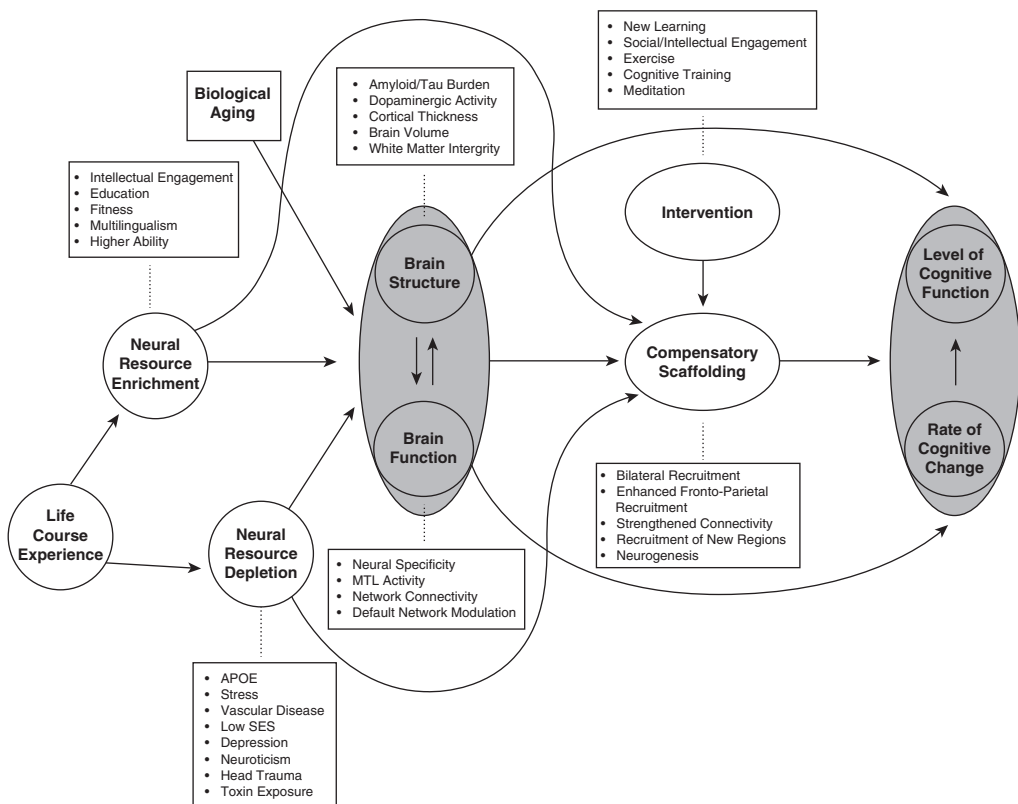 • New Learning
• Social/Intellectual Engagement
• Exercise
• Cognitive Training
• Meditation
Biological
Aging
• Amyloid/Tau Burden
• Dopaminergic Activity
• Cortical Thickness
• Brain Volume
• White Matter Intergrity
• Intellectual Engagement
• Education
• Fitness
• Multilingualism
• Higher Ability
Intervention
Brain
Structure
Level of
Cognitive
Function
Neural
Resource
Enrichment
Compensatory
Scaffolding
Brain
Function
Rate of
Cognitive
Change
Life
Course
Experience
Neural
Resource
Depletion
• Bilateral Recruitment
• Enhanced Fronto-Parietal
Recruitment
• Strengthened Connectivity
• Recruitment of New Regions
• Neurogenesis
• Neural Specificity
• MTL Activity
• Network Connectivity
• Default Network Modulation
• APOE
• Stress
• Vascular Disease
• Low SES
• Depression
• Neuroticism
• Head Trauma
• Toxin Exposure